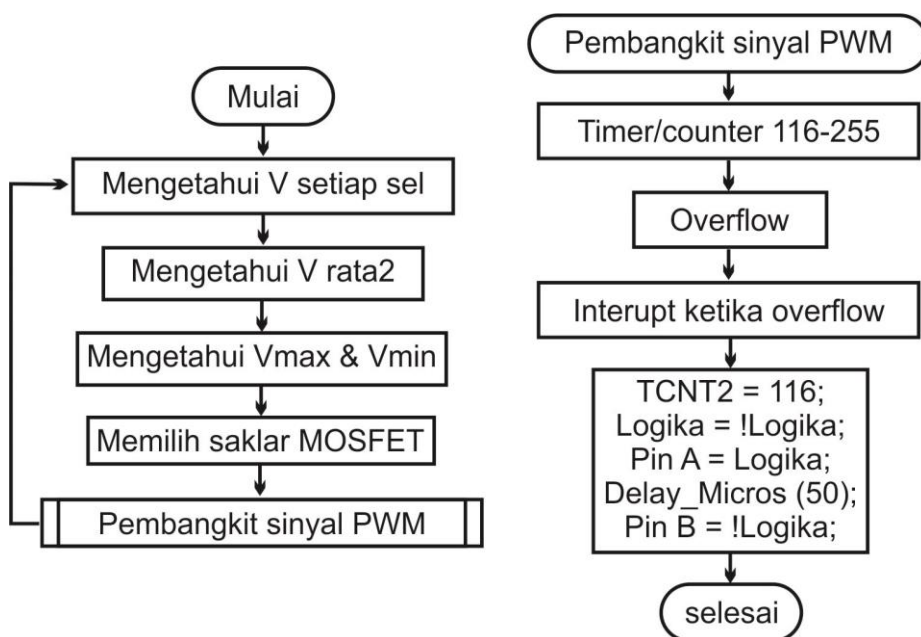 Mulai
Mengetahui V setiap sel
Mengetahui V rata2
Mengetahui Vmax & Vmin
Memilih saklar MOSFET
Pembangkit sinyal PWM
Pembangkit sinyal PWM
Timer/counter 116-255
Overflow
Interupt ketika overflow
TCNT2 = 116;
Logika = !Logika;
Pin A = Logika;
Delay_Micros (50);
Pin B = !Logika;
selesai